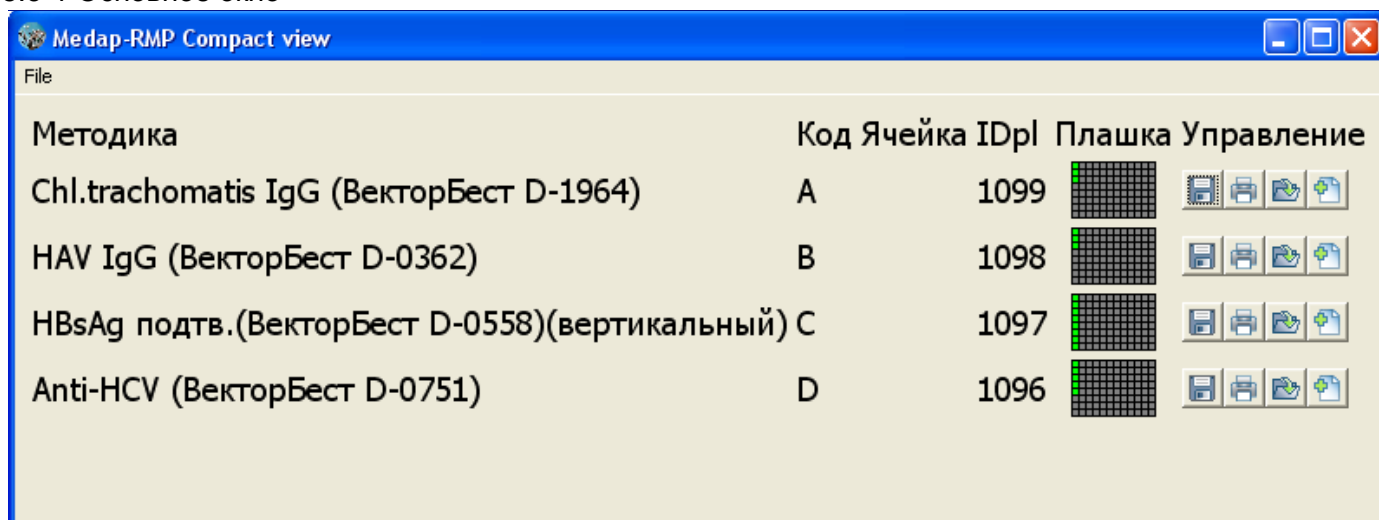 Medap-RMP Compact view
File
Методика Код Ячейка IDpl Плашка Управление
Chl.trachomatis IgG (ВекторБест D-1964) A 1099
HAV IgG (ВекторБест D-0362) B 1098
HBsAg подтв.(ВекторБест D-0558)(вертикальный) C 1097
Anti-HCV (ВекторБест D-0751) D 1096